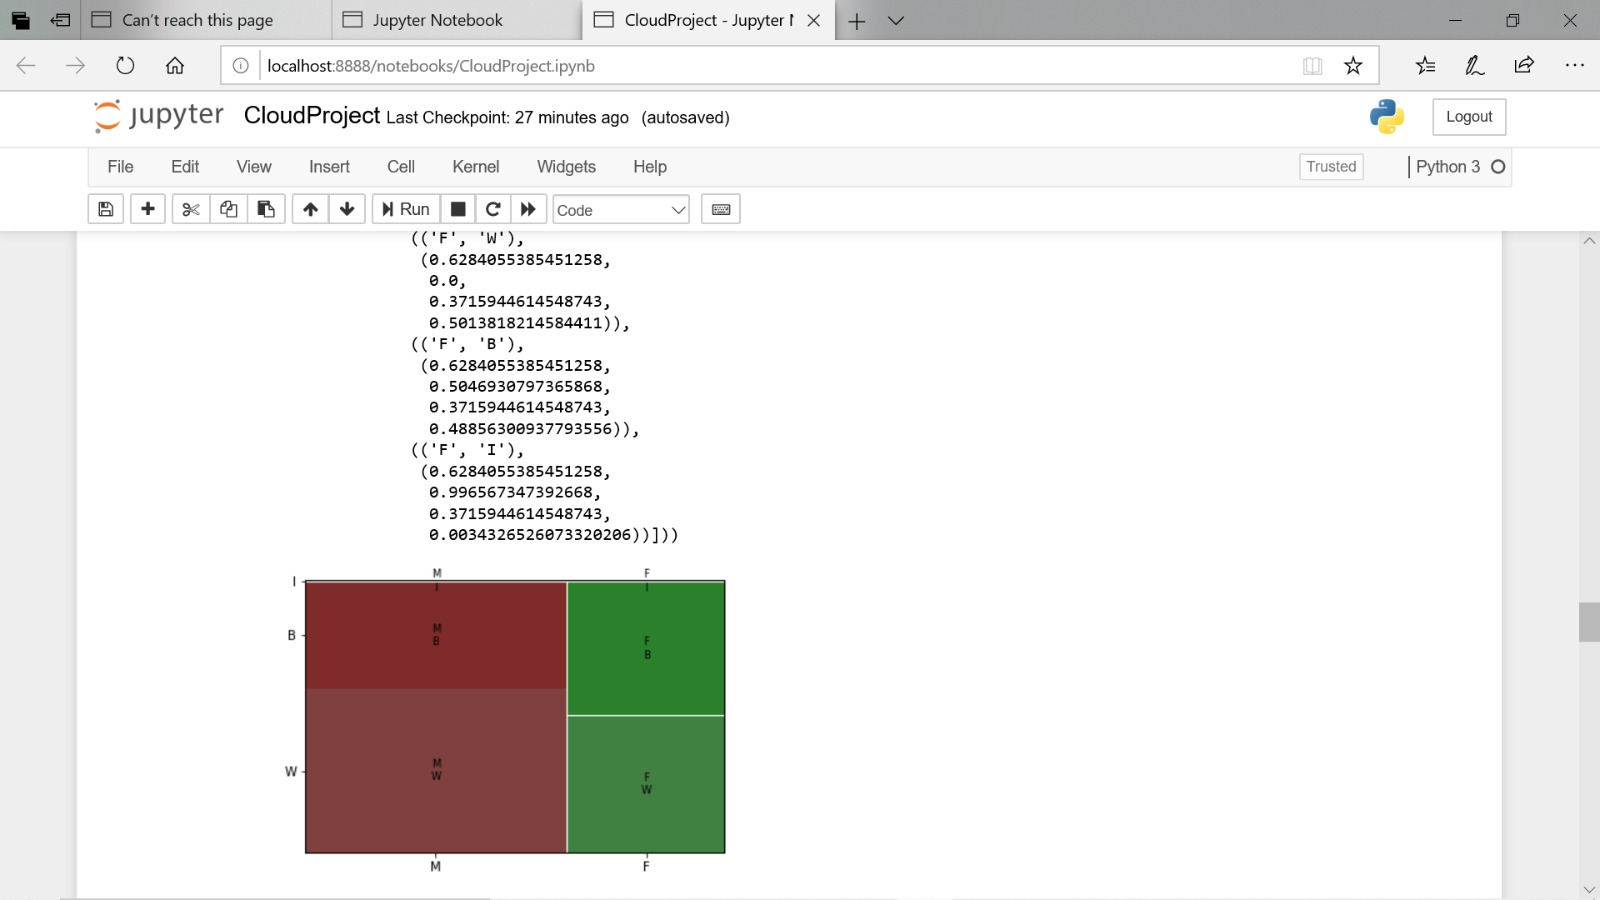 Can't reach this page
Jupyter Notebook
CloudProject - Jupyter N
localhost:8888/notebooks/CloudProject.ipynb
jupyter CloudProject Last Checkpoint: 27 minutes ago (autosaved)
Logout
File Edit View Insert Cell Kernel Widgets Help
Trusted
Python 3
Run
Code
(('F', 'W'),
(0.6284055385451258,
0.0,
0.3715944614548743,
0.5013818214584411)),
(('F', 'B'),
(0.6284055385451258,
0.5046930797365868,
0.3715944614548743,
0.48856300937793556)),
(('F', 'I'),
(0.6284055385451258,
0.996567347392668,
0.3715944614548743,
0.0034326526073320206))]))
M F
I I I
B
M
B
F
B
W
M
W
F
W
M F